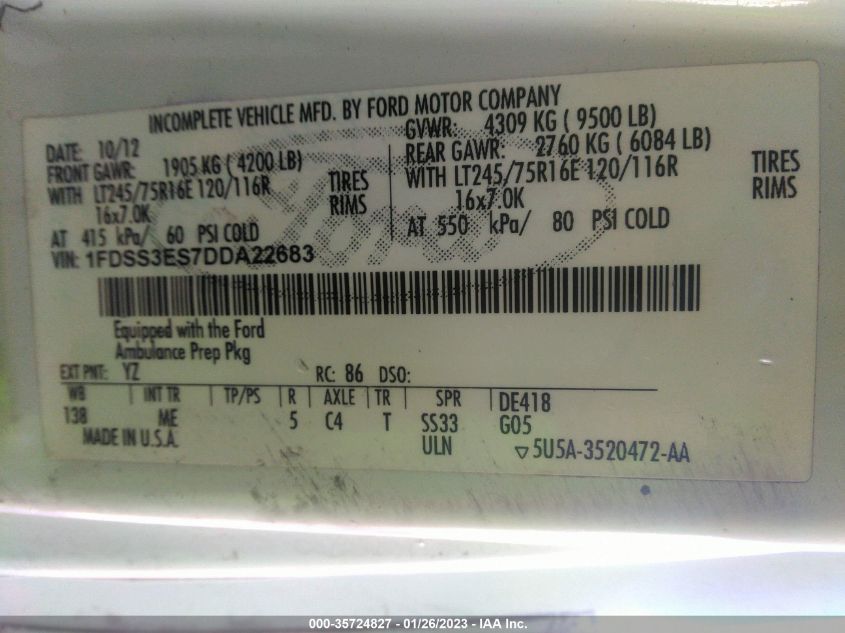 INCOMPLETE VEHICLE MFD. BY FORD MOTOR COMPANY
DATE: 10/12
GVWR: 4309 KG ( 9500 LB)
FRONT GAWR: 1905 KG ( 4200 LB)
REAR GAWR: 2760 KG ( 6084 LB)
WITH LT245/75R16E 120/116R TIRES
WITH LT245/75R16E 120/116R TIRES
16x7.0K RIMS
16x7.0K RIMS
AT 415 kPa/ 60 PSI COLD
AT 550 kPa/ 80 PSI COLD
VIN: 1FDSS3ES7DDA22683
Equipped with the Ford
Ambulance Prep Pkg
EXT PNT: YZ RC: 86 DSO:
WB INT TR TP/PS R AXLE TR SPR DE418
138 ME 5 C4 T SS33 G05
MADE IN U.S.A. ULN ▽5U5A-3520472-AA
Ford
000-35724827 - 01/26/2023 - IAA Inc.